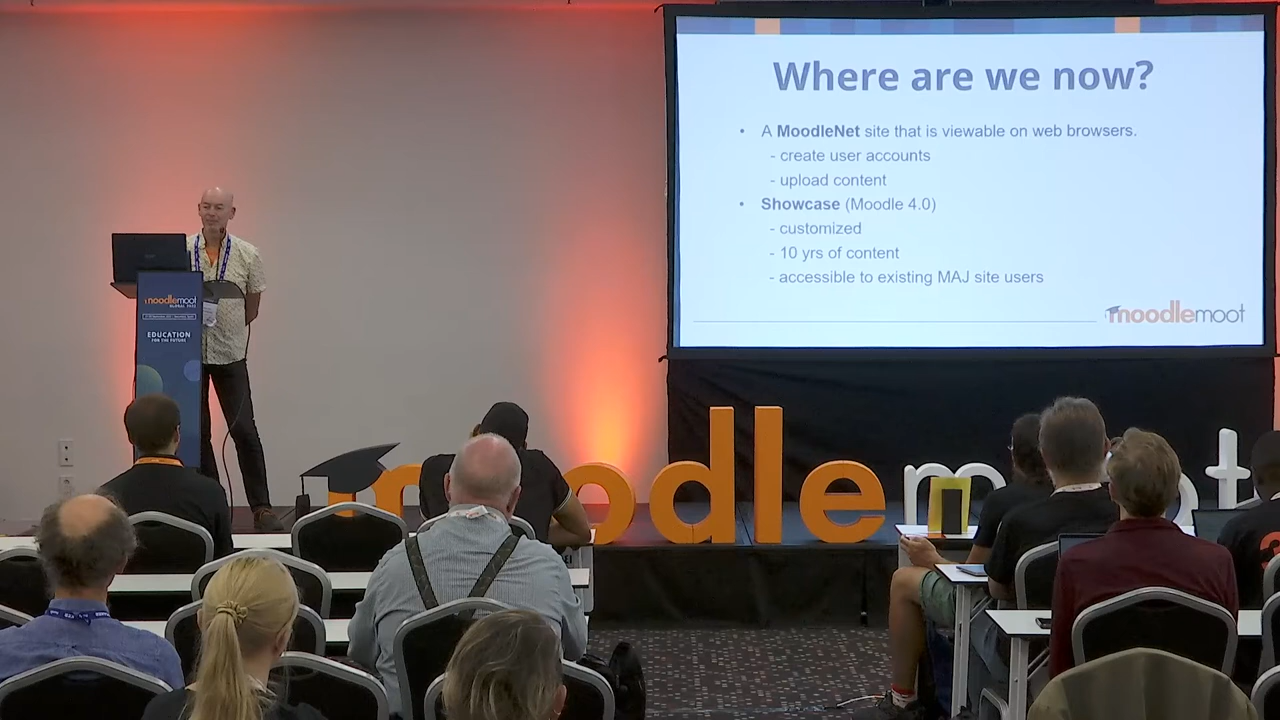 Where are we now?
• A MoodleNet site that is viewable on web browsers.
- create user accounts
- upload content
• Showcase (Moodle 4.0)
- customized
- 10 yrs of content
- accessible to existing MAJ site users
moodlemoot
moodlemoot
EDUCATION
FOR THE FUTURE
moodle m t